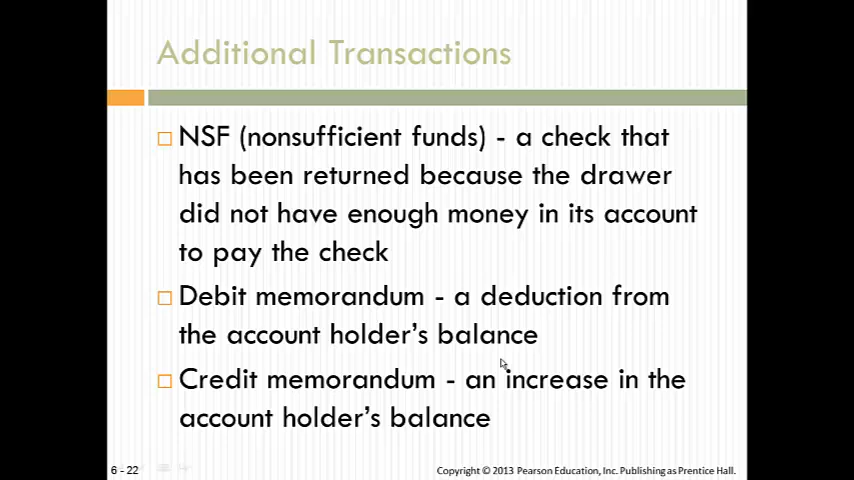 Additional Transactions
NSF (nonsufficient funds) - a check that
has been returned because the drawer
did not have enough money in its account
to pay the check
Debit memorandum - a deduction from
the account holder’s balance
Credit memorandum - an increase in the
account holder’s balance
6 - 22
Copyright © 2013 Pearson Education, Inc. Publishing as Prentice Hall.